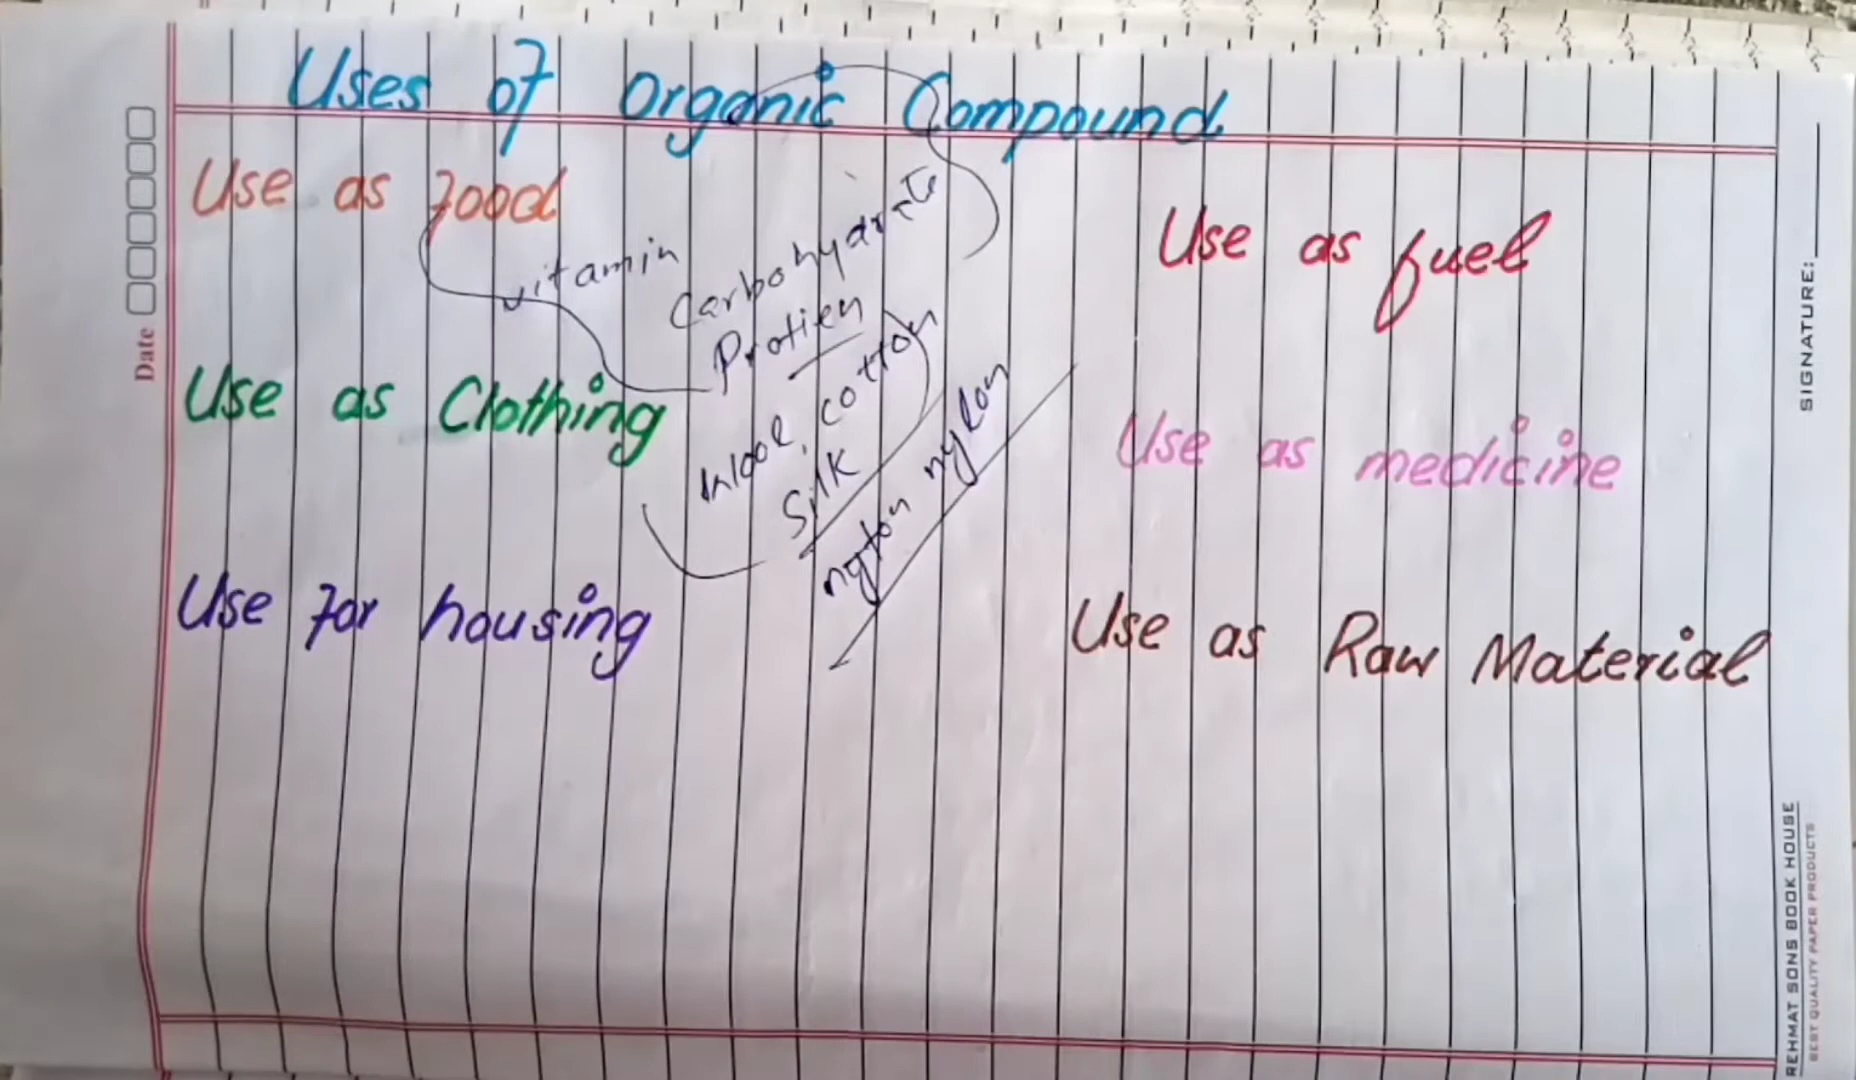 Uses of Organic Compound
Use as food
vitamin
Carbohydrate
Protien
Use as Clothing
Wool, cotton
Silk
nylon nylon
Use for housing
Use as fuel
Use as medicine
Use as Raw Material
Date
SIGNATURE:
REHMAT SONS BOOK HOUSE
BEST QUALITY PAPER PRODUCTS